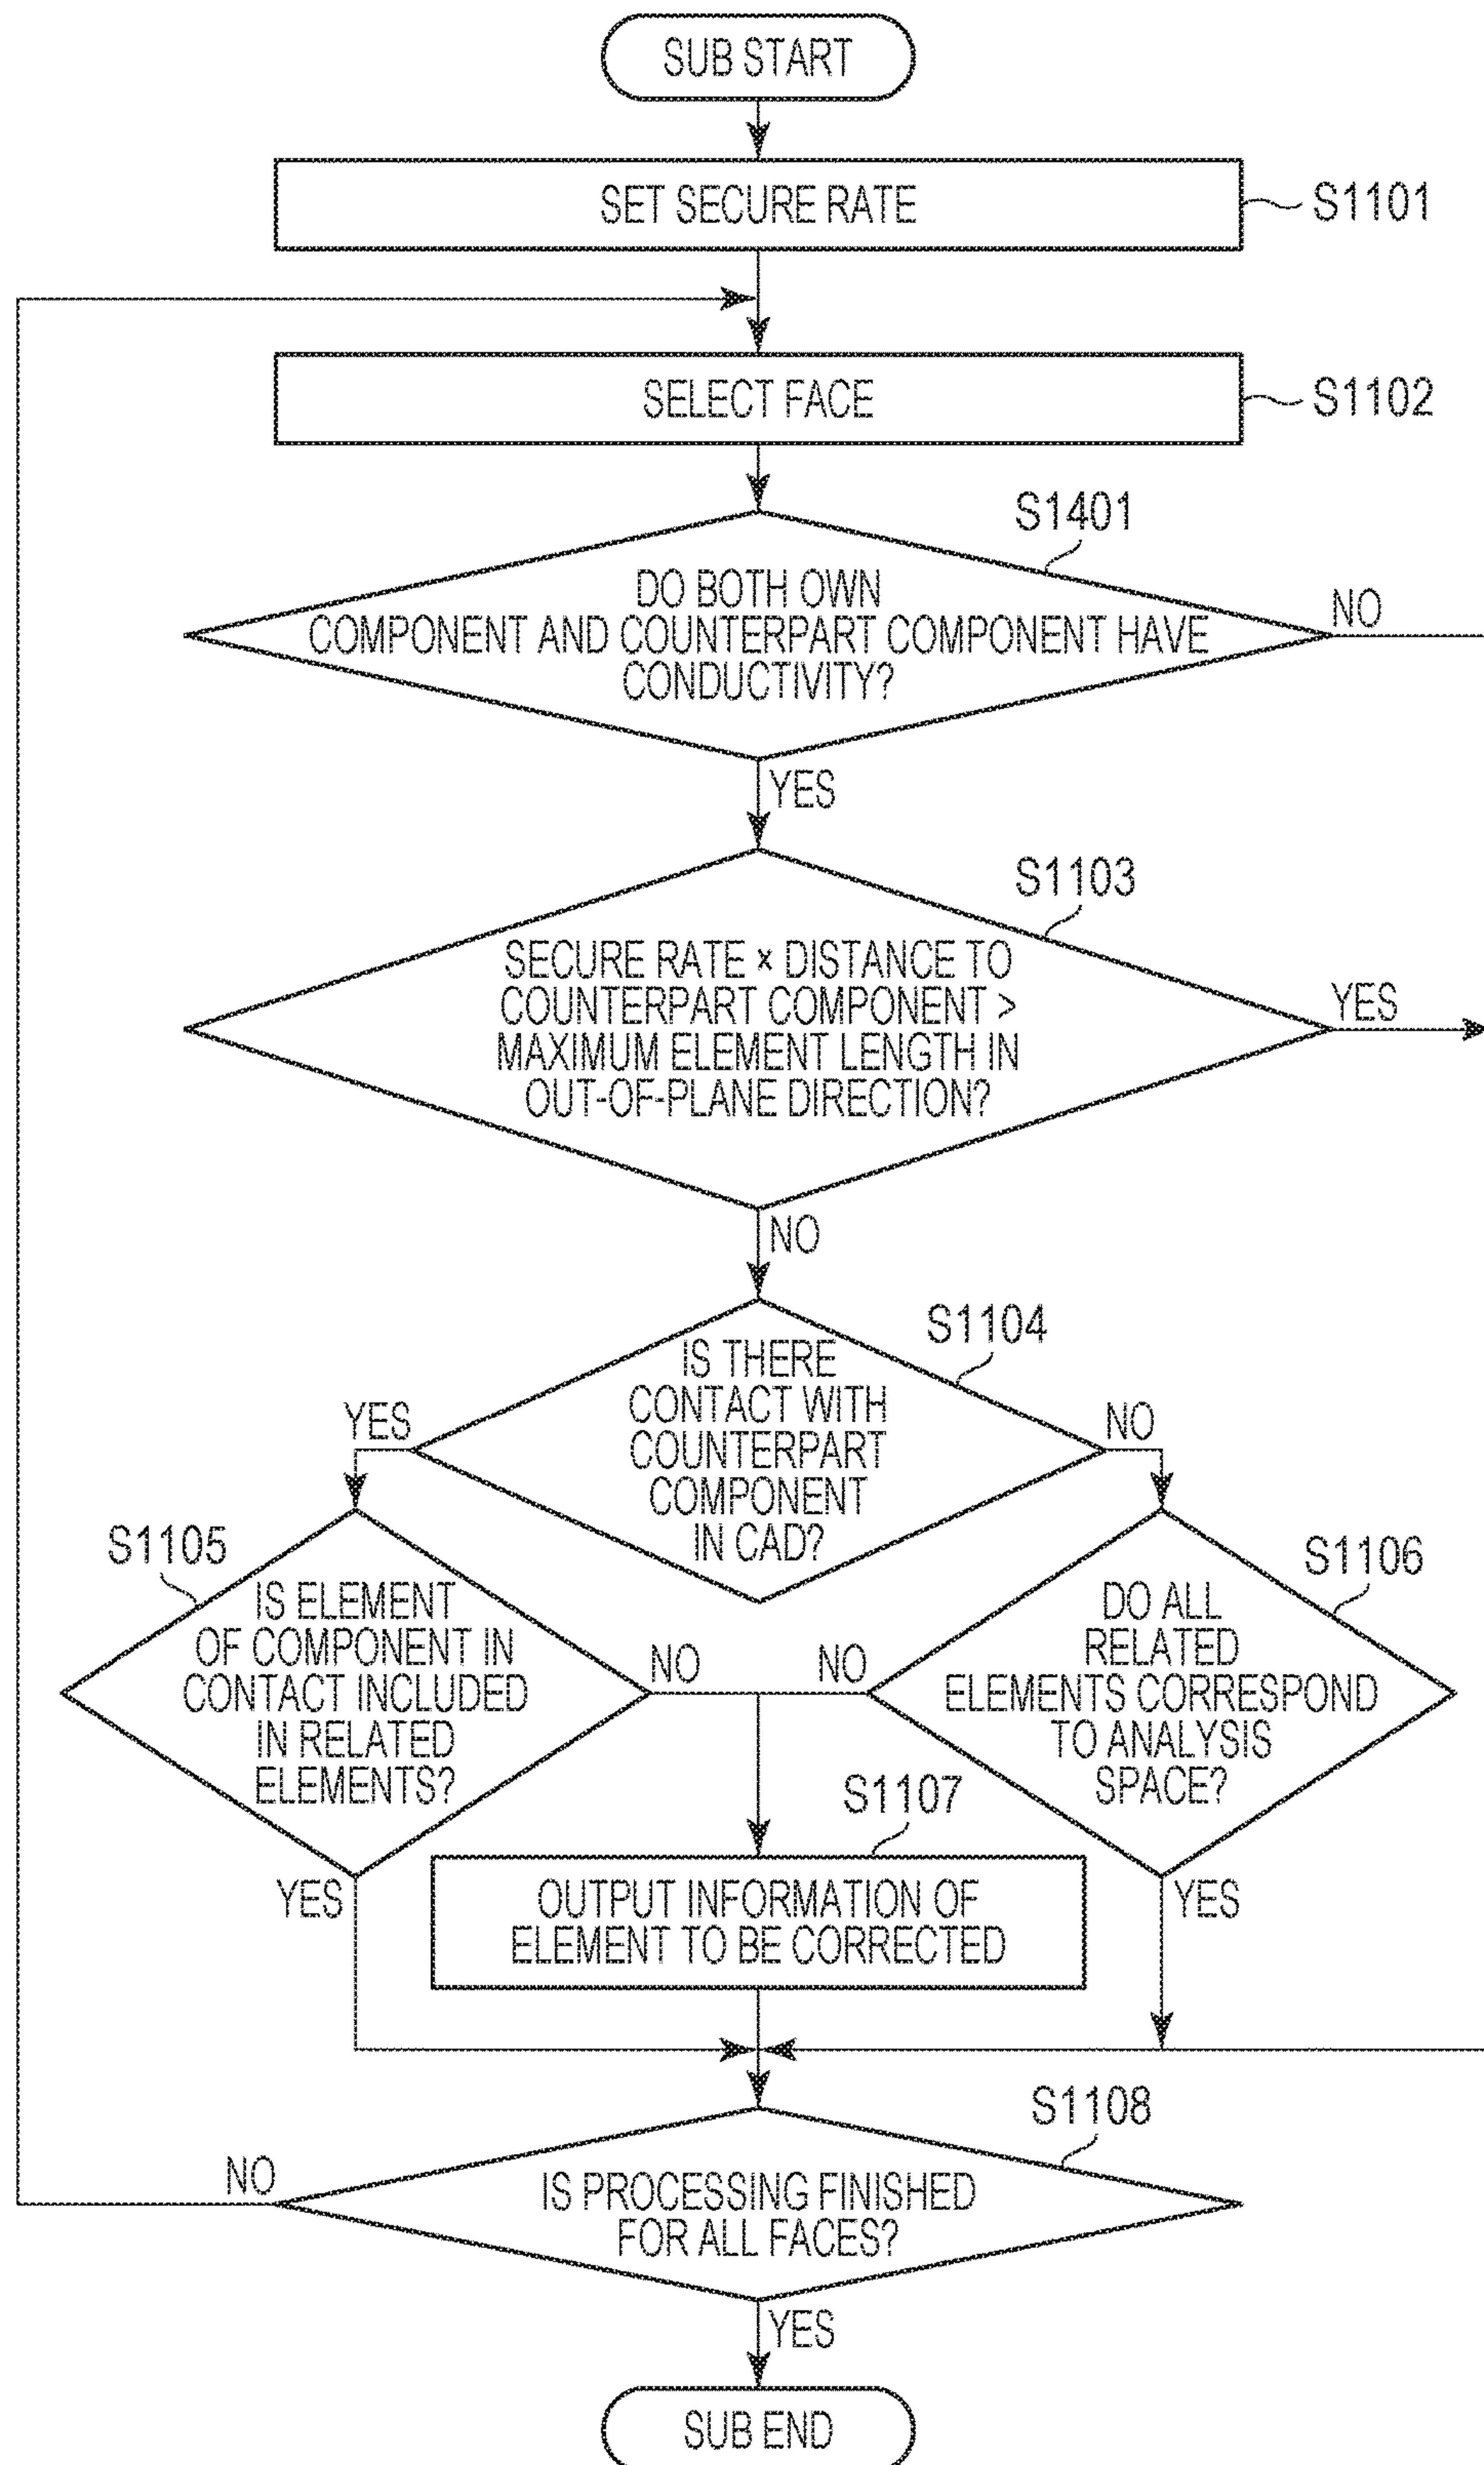 SUB START
SET SECURE RATE
S1101
SELECT FACE
S1102
S1401
DO BOTH OWN
COMPONENT AND COUNTERPART COMPONENT HAVE
CONDUCTIVITY?
NO
YES
S1103
SECURE RATE × DISTANCE TO
COUNTERPART COMPONENT >
MAXIMUM ELEMENT LENGTH IN
OUT-OF-PLANE DIRECTION?
YES
NO
S1104
IS THERE
CONTACT WITH
COUNTERPART
COMPONENT
IN CAD?
YES
NO
S1105
IS ELEMENT
OF COMPONENT IN
CONTACT INCLUDED
IN RELATED
ELEMENTS?
NO
YES
S1106
DO ALL
RELATED
ELEMENTS CORRESPOND
TO ANALYSIS
SPACE?
NO
YES
S1107
OUTPUT INFORMATION OF
ELEMENT TO BE CORRECTED
S1108
IS PROCESSING FINISHED
FOR ALL FACES?
NO
YES
SUB END